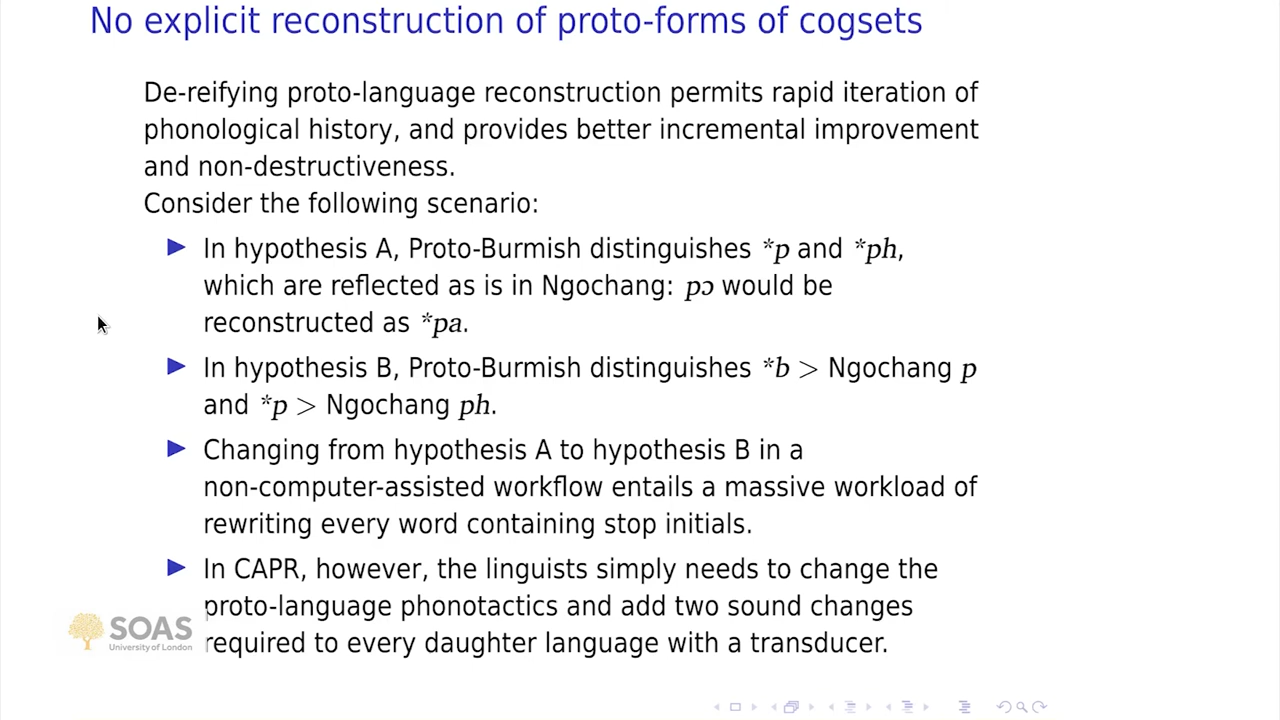 No explicit reconstruction of proto-forms of cogsets
De-reifying proto-language reconstruction permits rapid iteration of
phonological history, and provides better incremental improvement
and non-destructiveness.
Consider the following scenario:
In hypothesis A, Proto-Burmish distinguishes *p and *ph,
which are reflected as is in Ngochang: pɔ would be
reconstructed as *pa.
In hypothesis B, Proto-Burmish distinguishes *b > Ngochang p
and *p > Ngochang ph.
Changing from hypothesis A to hypothesis B in a
non-computer-assisted workflow entails a massive workload of
rewriting every word containing stop initials.
In CAPR, however, the linguists simply needs to change the
proto-language phonotactics and add two sound changes
required to every daughter language with a transducer.
SOAS
University of London